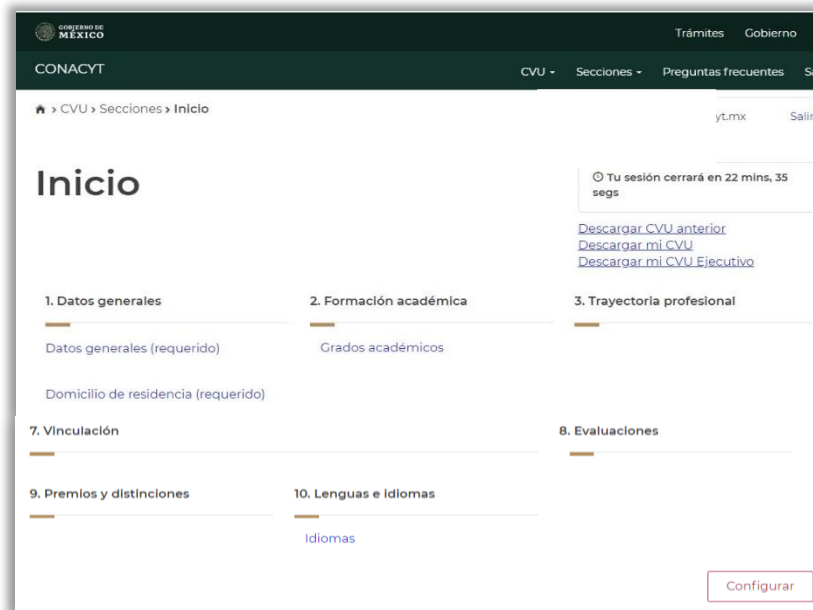 GOBIERNO DE
MÉXICO
Trámites Gobierno
CONACYT
CVU Secciones Preguntas frecuentes
> CVU > Secciones > Inicio
yt.mx Salir
Inicio
Tu sesión cerrará en 22 mins, 35
segs
Descargar CVU anterior
Descargar mi CVU
Descargar mi CVU Ejecutivo
1. Datos generales
2. Formación académica
3. Trayectoria profesional
Datos generales (requerido)
Grados académicos
Domicilio de residencia (requerido)
7. Vinculación
8. Evaluaciones
9. Premios y distinciones
10. Lenguas e idiomas
Idiomas
Configurar